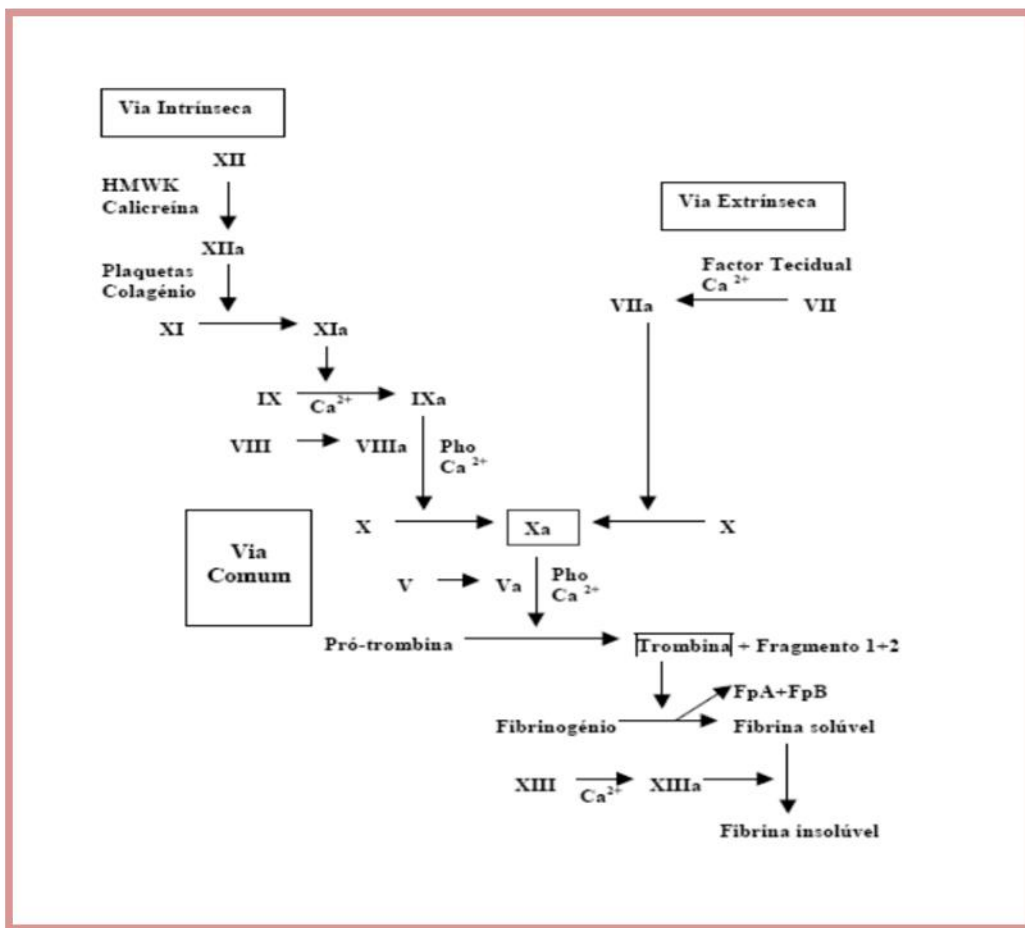 Via Intrínseca
XII
HMWK
Calicreína
XIIa
Plaquetas
Colagénio
XI
XIa
IX
Ca2+
IXa
VIII
VIIIa
Pho
Ca 2+
Via Extrínseca
Factor Tecidual
Ca 2+
VIIa
VII
X
Xa
X
Via
Comum
V
Va
Pho
Ca 2+
Pró-trombina
Trombina + Fragmento 1+2
FpA+FpB
Fibrinogénio
Fibrina solúvel
XIII
Ca2+
XIIIa
Fibrina insolúvel